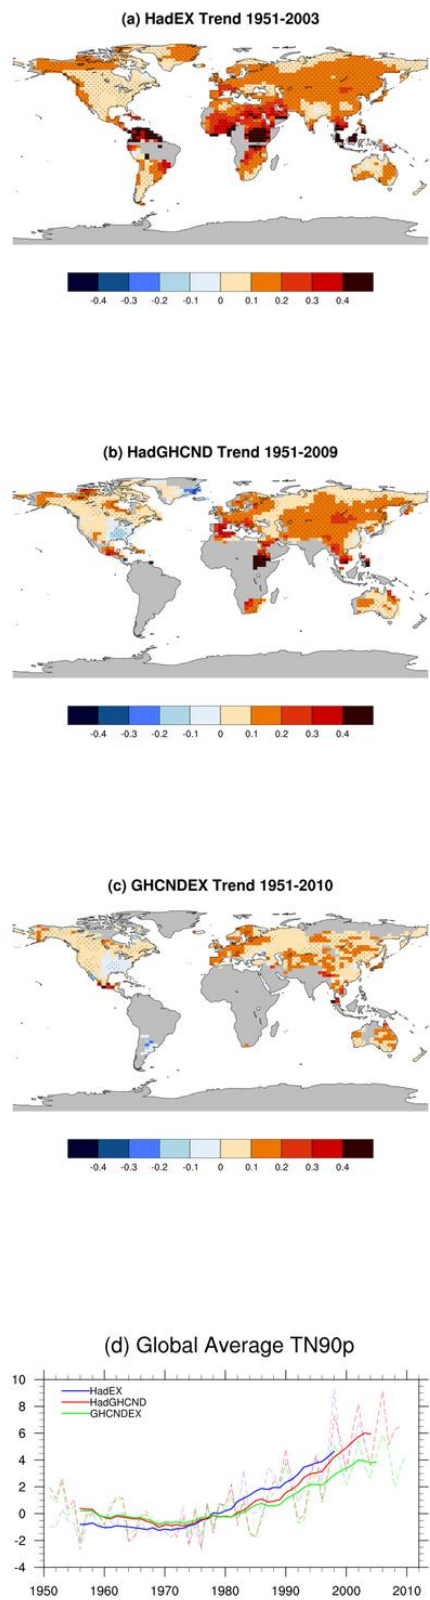 (a) HadEX Trend 1951-2003
-0.4 -0.3 -0.2 -0.1 0 0.1 0.2 0.3 0.4
(b) HadGHCND Trend 1951-2009
-0.4 -0.3 -0.2 -0.1 0 0.1 0.2 0.3 0.4
(c) GHCNDEX Trend 1951-2010
-0.4 -0.3 -0.2 -0.1 0 0.1 0.2 0.3 0.4
(d) Global Average TN90p
10
HadEX
HadGHCND
8
GHCNDEX
6
4
2
0
-2
-4
1950 1960 1970 1980 1990 2000 2010